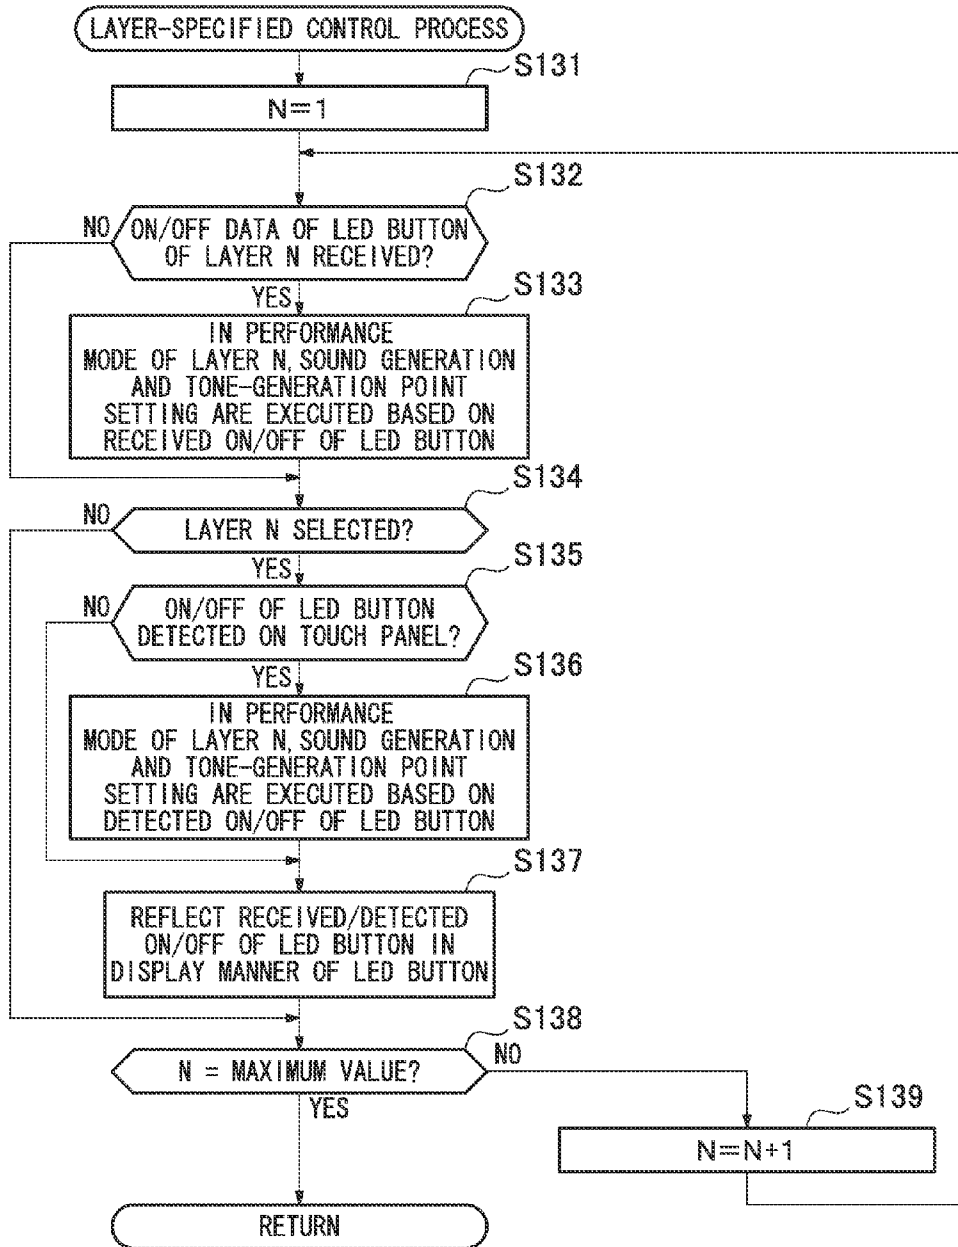 LAYER-SPECIFIED CONTROL PROCESS
S131
N=1
S132
NO
ON/OFF DATA OF LED BUTTON
OF LAYER N RECEIVED?
YES
S133
IN PERFORMANCE
MODE OF LAYER N, SOUND GENERATION
AND TONE-GENERATION POINT
SETTING ARE EXECUTED BASED ON
RECEIVED ON/OFF OF LED BUTTON
S134
NO
LAYER N SELECTED?
YES
S135
NO
ON/OFF OF LED BUTTON
DETECTED ON TOUCH PANEL?
YES
S136
IN PERFORMANCE
MODE OF LAYER N, SOUND GENERATION
AND TONE-GENERATION POINT
SETTING ARE EXECUTED BASED ON
DETECTED ON/OFF OF LED BUTTON
S137
REFLECT RECEIVED/DETECTED
ON/OFF OF LED BUTTON IN
DISPLAY MANNER OF LED BUTTON
S138
N = MAXIMUM VALUE?
NO
YES
S139
N=N+1
RETURN